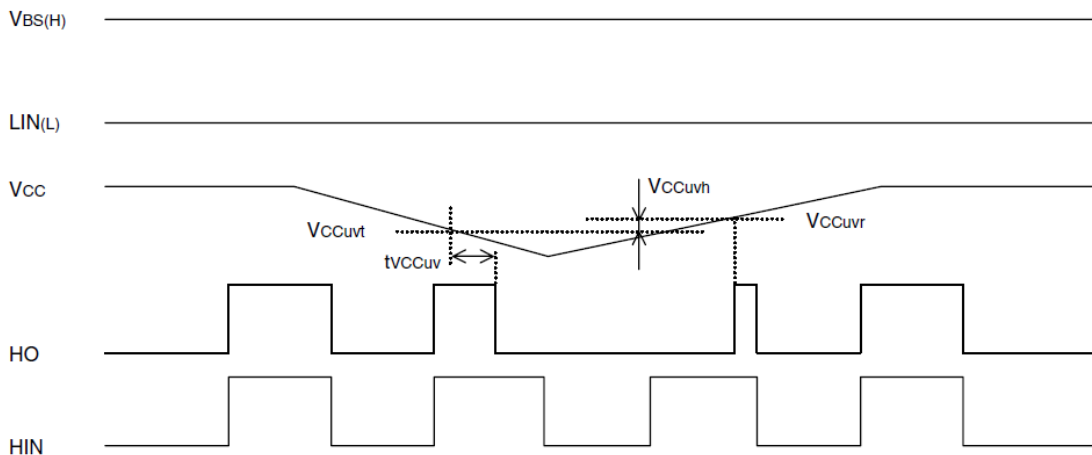 VBS(H)
LIN(L)
VCC
VCCuvh
VCCuvt
VCCuvr
tVCCuv
HO
HIN